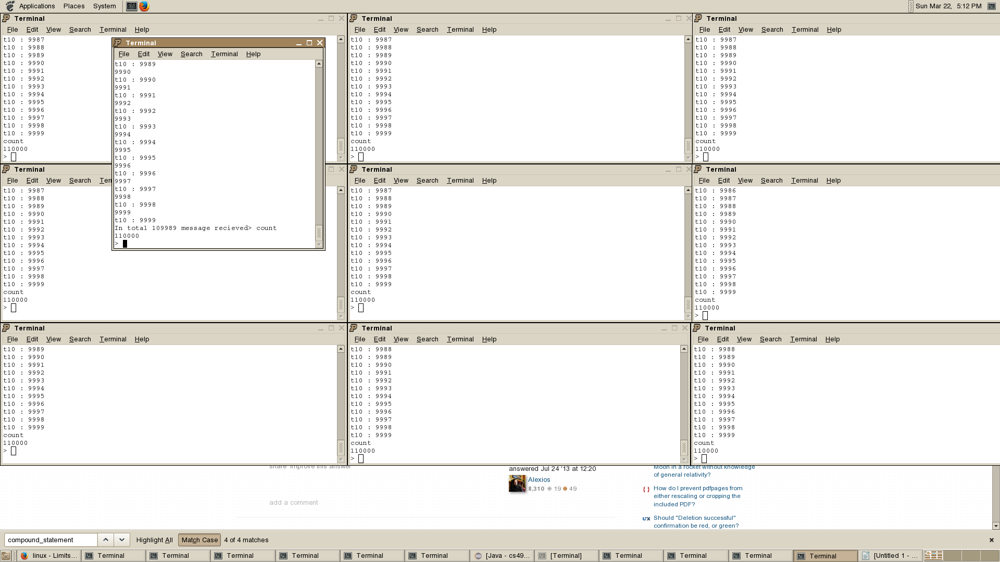 Applications Places System
Sun Mar 22, 5:12 PM
Terminal
File Edit View Search Terminal Help
t10 : 9987
t10 : 9988
t10 : 9989
t10 : 9990
t10 : 9991
t10 : 9992
t10 : 9993
t10 : 9994
t10 : 9995
t10 : 9996
t10 : 9997
t10 : 9998
t10 : 9999
count
110000
>
Terminal
File Edit View Search Terminal Help
t10 : 9989
9990
t10 : 9990
9991
t10 : 9991
9992
t10 : 9992
9993
t10 : 9993
9994
t10 : 9994
9995
t10 : 9995
9996
t10 : 9996
9997
t10 : 9997
9998
t10 : 9998
9999
t10 : 9999
In total 109989 message recieved> count
110000
>
Terminal
File Edit View Search Terminal Help
t10 : 9987
t10 : 9988
t10 : 9989
t10 : 9990
t10 : 9991
t10 : 9992
t10 : 9993
t10 : 9994
t10 : 9995
t10 : 9996
t10 : 9997
t10 : 9998
t10 : 9999
count
110000
>
Terminal
File Edit View Search Terminal Help
t10 : 9987
t10 : 9988
t10 : 9989
t10 : 9990
t10 : 9991
t10 : 9992
t10 : 9993
t10 : 9994
t10 : 9995
t10 : 9996
t10 : 9997
t10 : 9998
t10 : 9999
count
110000
>
Terminal
File Edit View Search Ter
t10 : 9987
t10 : 9988
t10 : 9989
t10 : 9990
t10 : 9991
t10 : 9992
t10 : 9993
t10 : 9994
t10 : 9995
t10 : 9996
t10 : 9997
t10 : 9998
t10 : 9999
count
110000
>
Terminal
File Edit View Search Terminal Help
t10 : 9987
t10 : 9988
t10 : 9989
t10 : 9990
t10 : 9991
t10 : 9992
t10 : 9993
t10 : 9994
t10 : 9995
t10 : 9996
t10 : 9997
t10 : 9998
t10 : 9999
count
110000
>
Terminal
File Edit View Search Terminal Help
t10 : 9986
t10 : 9987
t10 : 9988
t10 : 9989
t10 : 9990
t10 : 9991
t10 : 9992
t10 : 9993
t10 : 9994
t10 : 9995
t10 : 9996
t10 : 9997
t10 : 9998
t10 : 9999
count
110000
>
Terminal
File Edit View Search Terminal Help
t10 : 9989
t10 : 9990
t10 : 9991
t10 : 9992
t10 : 9993
t10 : 9994
t10 : 9995
t10 : 9996
t10 : 9997
t10 : 9998
t10 : 9999
count
110000
>
Terminal
File Edit View Search Terminal Help
t10 : 9988
t10 : 9989
t10 : 9990
t10 : 9991
t10 : 9992
t10 : 9993
t10 : 9994
t10 : 9995
t10 : 9996
t10 : 9997
t10 : 9998
t10 : 9999
count
110000
>
Terminal
File Edit View Search Terminal Help
t10 : 9988
t10 : 9989
t10 : 9990
t10 : 9991
t10 : 9992
t10 : 9993
t10 : 9994
t10 : 9995
t10 : 9996
t10 : 9997
t10 : 9998
t10 : 9999
count
110000
>
share improve this answer
answered Jul 24 '13 at 12:20
Alexios
8,310 19 49
add a comment
Moon in a rocket without knowledge
of general relativity?
{ } How do I prevent pdfpages from
either rescaling or cropping the
included PDF?
ux Should "Deletion successful"
confirmation be red, or green?
compound_statement Highlight All Match Case 4 of 4 matches
linux - Limits... Terminal Terminal Terminal Terminal Terminal Terminal [Java - cs49... [Terminal] Terminal Terminal Terminal Terminal [Untitled 1 - ...